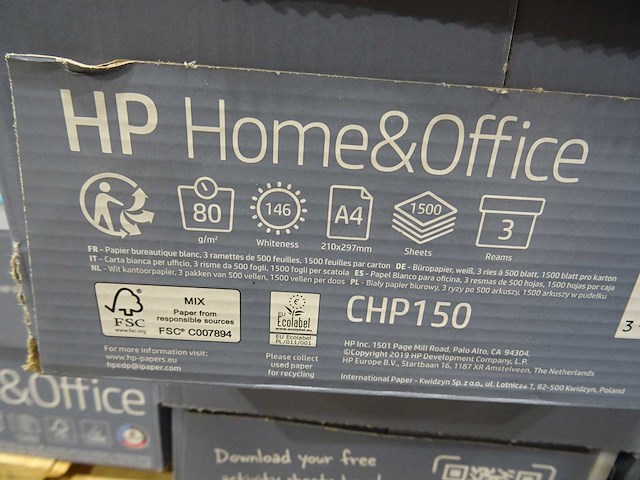 HP Home&Office
80
g/m²
146
Whiteness
A4
210x297mm
1500
Sheets
3
Reams
FR - Papier bureautique blanc, 3 ramettes de 500 feuilles, 1500 feuilles par carton DE - Büropapier, weiß, 3 ries à 500 blatt, 1500 blatt pro karton
IT - Carta bianca per ufficio, 3 risme da 500 fogli, 1500 fogli per scatola ES - Papel Blanco para oficina, 3 resmas de 500 hojas, 1500 hojas por caja
NL - Wit kantoorpapier, 3 pakken van 500 vellen, 1500 vellen per doos PL - Biały papier biurowy, 3 ryzy po 500 arkuszy, 1500 arkuszy w pudełku
FSC
www.fsc.org
MIX
Paper from
responsible sources
FSC® C007894
EU
Ecolabel
EU Ecolabel
PL/011/001
CHP150
For more information visit:
www.hp-papers.eu
hpedp@ipaper.com
Please collect
used paper
for recycling
HP Inc. 1501 Page Mill Road, Palo Alto, CA 94304.
©Copyright 2019 HP Development Company, L.P.
HP Europe B.V., Startbaan 16, 1187 XR Amstelveen, The Netherlands
International Paper - Kwidzyn Sp. z o.o., ul. Lotnicza 1, 82-500 Kwidzyn, Poland
3
&Office
Download your free